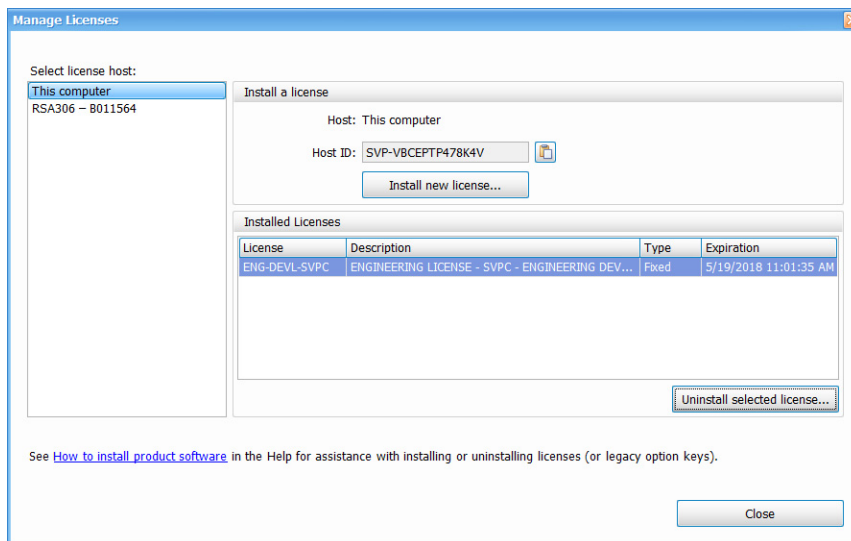 Manage Licenses
Select license host:
This computer
RSA306 – B011564
Install a license
Host: This computer
Host ID: SVP-VBCEPTP478K4V
Install new license...
Installed Licenses
License Description Type Expiration
ENG-DEVL-SVPC ENGINEERING LICENSE - SVPC - ENGINEERING DEV... Fixed 5/19/2018 11:01:35 AM
Uninstall selected license...
See How to install product software in the Help for assistance with installing or uninstalling licenses (or legacy option keys).
Close